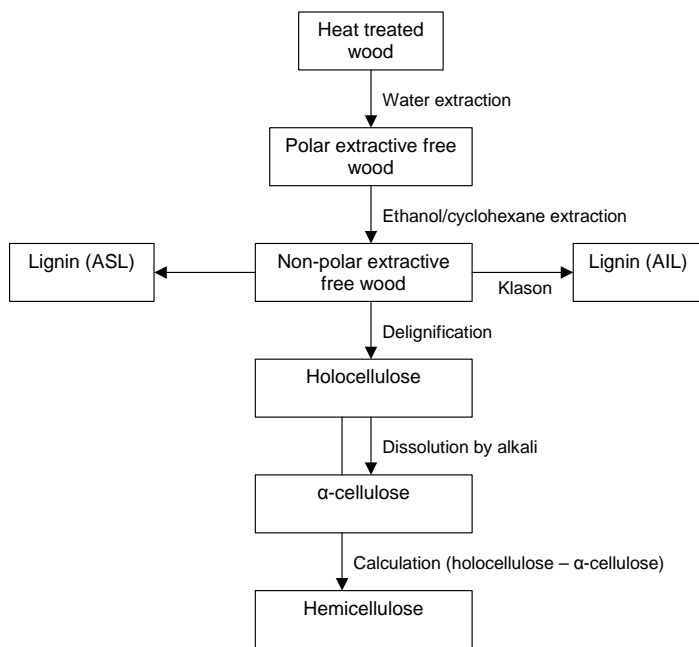 Heat treated
wood
Water extraction
Polar extractive free
wood
Ethanol/cyclohexane extraction
Lignin (ASL)
Non-polar extractive
free wood
Lignin (AIL)
Klason
Delignification
Holocellulose
Dissolution by alkali
α-cellulose
Calculation (holocellulose – α-cellulose)
Hemicellulose